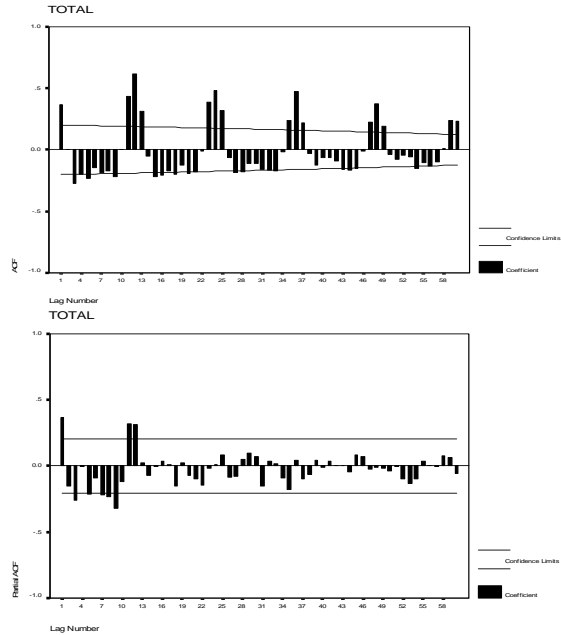 TOTAL
1.0
.5
0.0
-.5
-1.0
ACF
1 4 7 10 13 16 19 22 25 28 31 34 37 40 43 46 49 52 55 58
Lag Number
Confidence Limits
Coefficient
TOTAL
1.0
.5
0.0
-.5
-1.0
Partial ACF
1 4 7 10 13 16 19 22 25 28 31 34 37 40 43 46 49 52 55 58
Lag Number
Confidence Limits
Coefficient